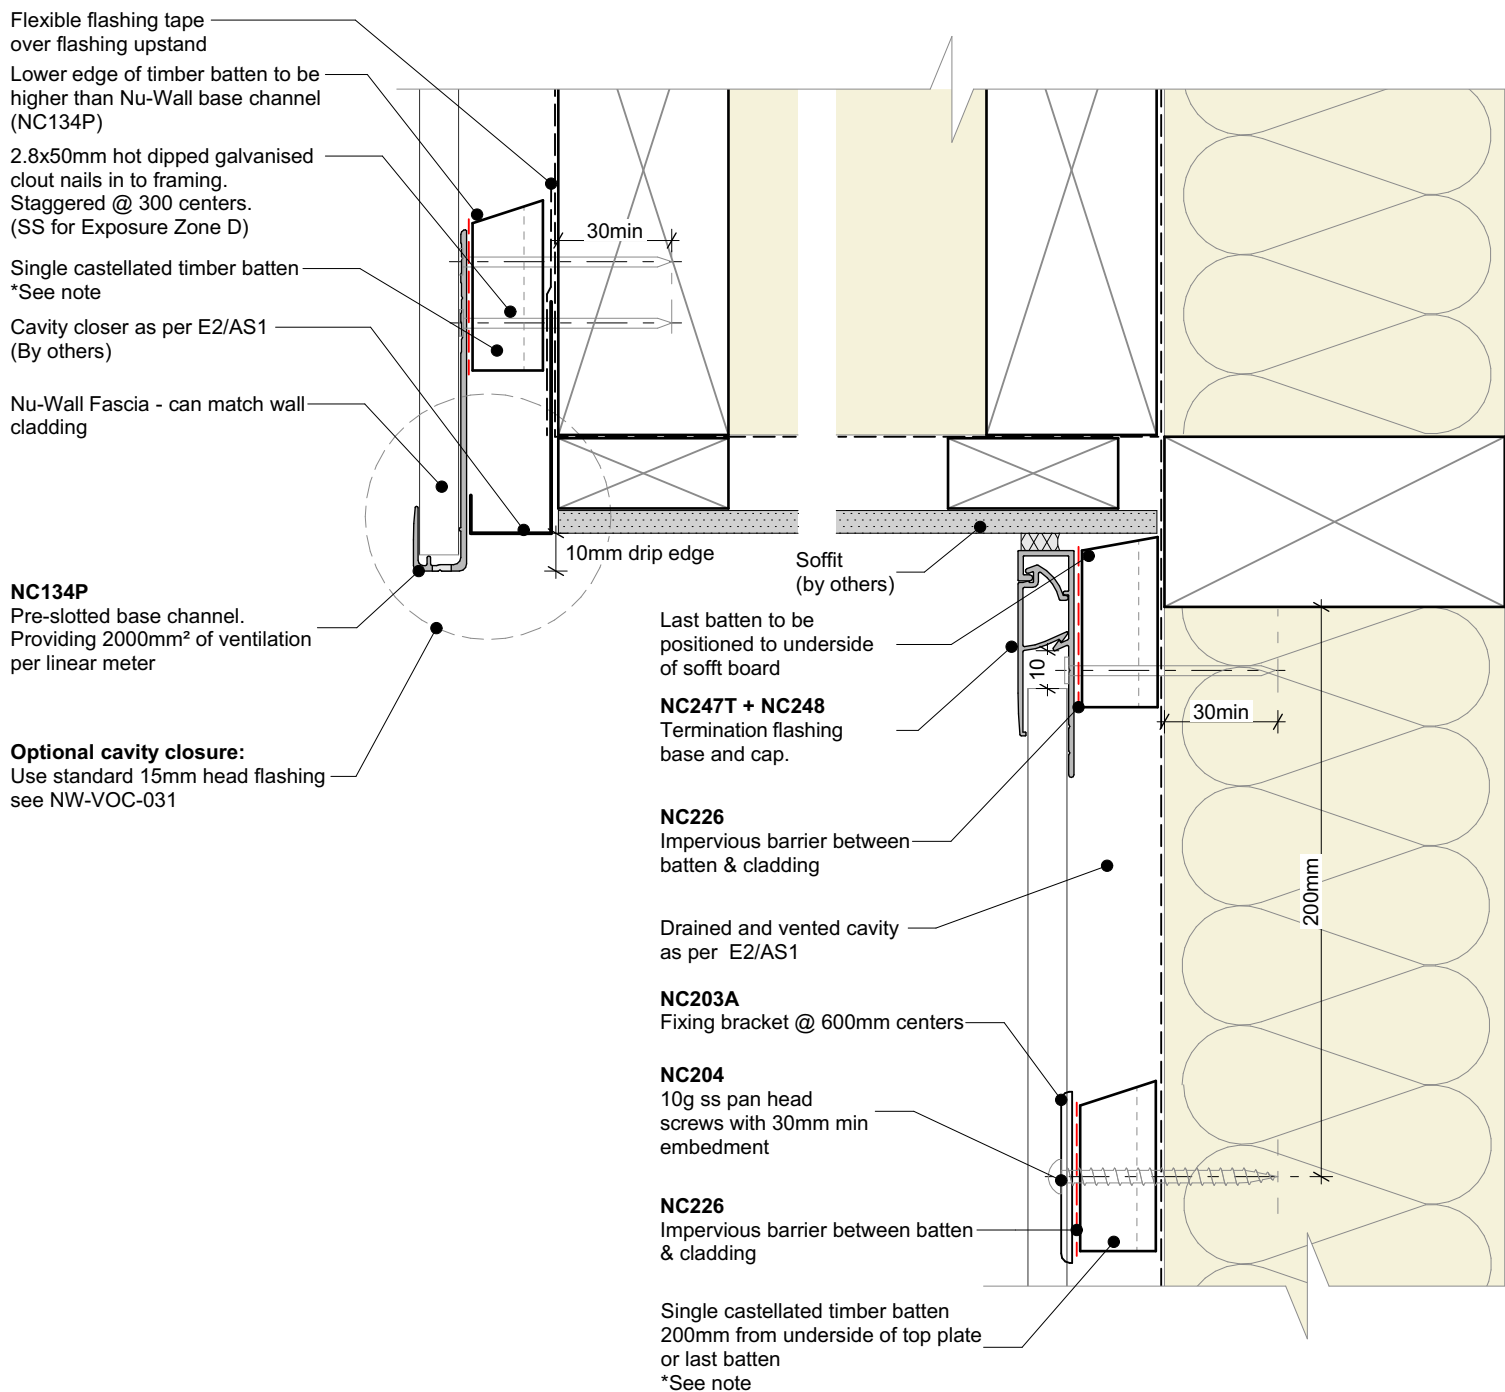 Flexible flashing tape
over flashing upstand
Lower edge of timber batten to be
higher than Nu-Wall base channel
(NC134P)
2.8x50mm hot dipped galvanised
clout nails in to framing.
Staggered @ 300 centers.
(SS for Exposure Zone D)
Single castellated timber batten
*See note
Cavity closer as per E2/AS1
(By others)
Nu-Wall Fascia - can match wall
cladding
NC134P
Pre-slotted base channel.
Providing 2000mm² of ventilation
per linear meter
Optional cavity closure:
Use standard 15mm head flashing
see NW-VOC-031
30min
10mm drip edge
Soffit
(by others)
Last batten to be
positioned to underside
of sofft board
NC247T + NC248
Termination flashing
base and cap.
NC226
Impervious barrier between
batten & cladding
Drained and vented cavity
as per E2/AS1
NC203A
Fixing bracket @ 600mm centers
NC204
10g ss pan head
screws with 30mm min
embedment
NC226
Impervious barrier between batten
& cladding
Single castellated timber batten
200mm from underside of top plate
or last batten
*See note
10
30min
200mm